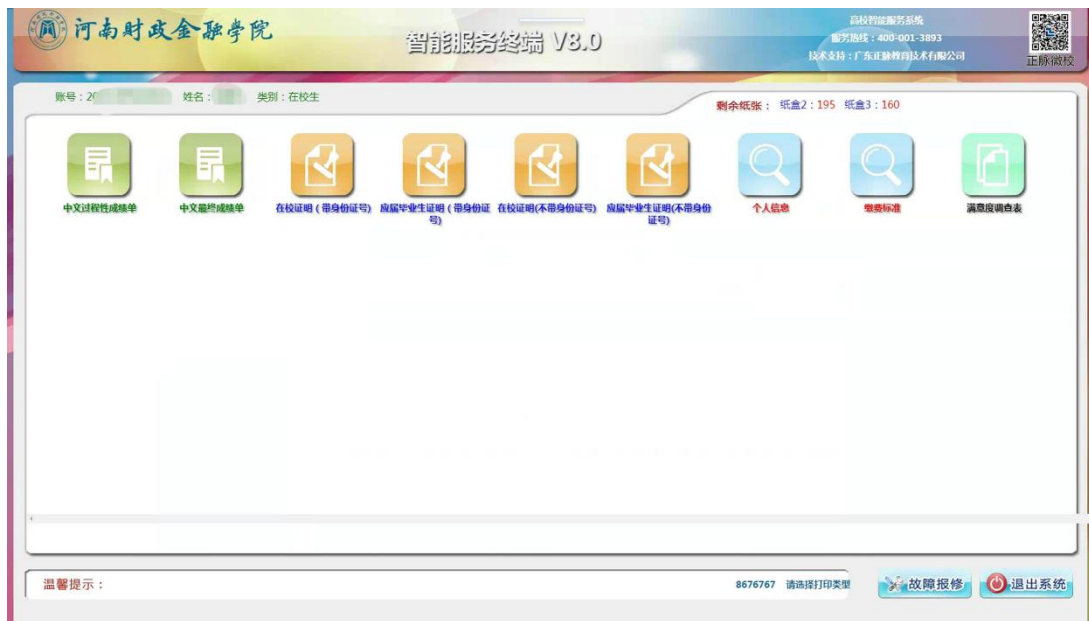 河南财政金融学院
智能服务终端 V3.0
高校智能服务系统
服务热线：400-001-3893
技术支持：广东正脉教育技术有限公司
正脉微校
账号：2
姓名：
类别：在校生
剩余纸张： 纸盒2：195 纸盒3：160
中文过程性成绩单
中文最终成绩单
在校证明（带身份证号）
应届毕业生证明（带身份证
号）
在校证明(不带身份证号)
应届毕业生证明(不带身份
证号)
个人信息
缴费标准
满意度调查表
温馨提示：
8676767 请选择打印类型
故障报修
退出系统